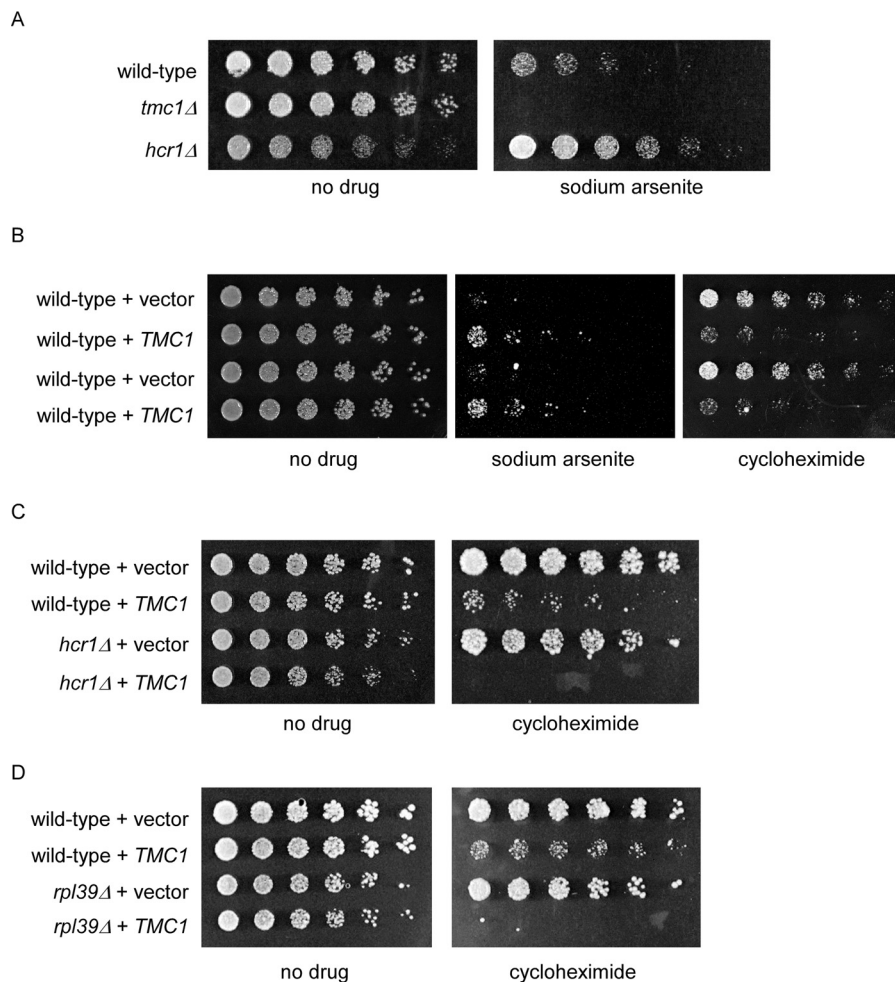 A
wild-type
tmc1Δ
hcr1Δ
no drug
sodium arsenite
B
wild-type + vector
wild-type + TMC1
wild-type + vector
wild-type + TMC1
no drug
sodium arsenite
cycloheximide
C
wild-type + vector
wild-type + TMC1
hcr1Δ + vector
hcr1Δ + TMC1
no drug
cycloheximide
D
wild-type + vector
wild-type + TMC1
rpl39Δ + vector
rpl39Δ + TMC1
no drug
cycloheximide